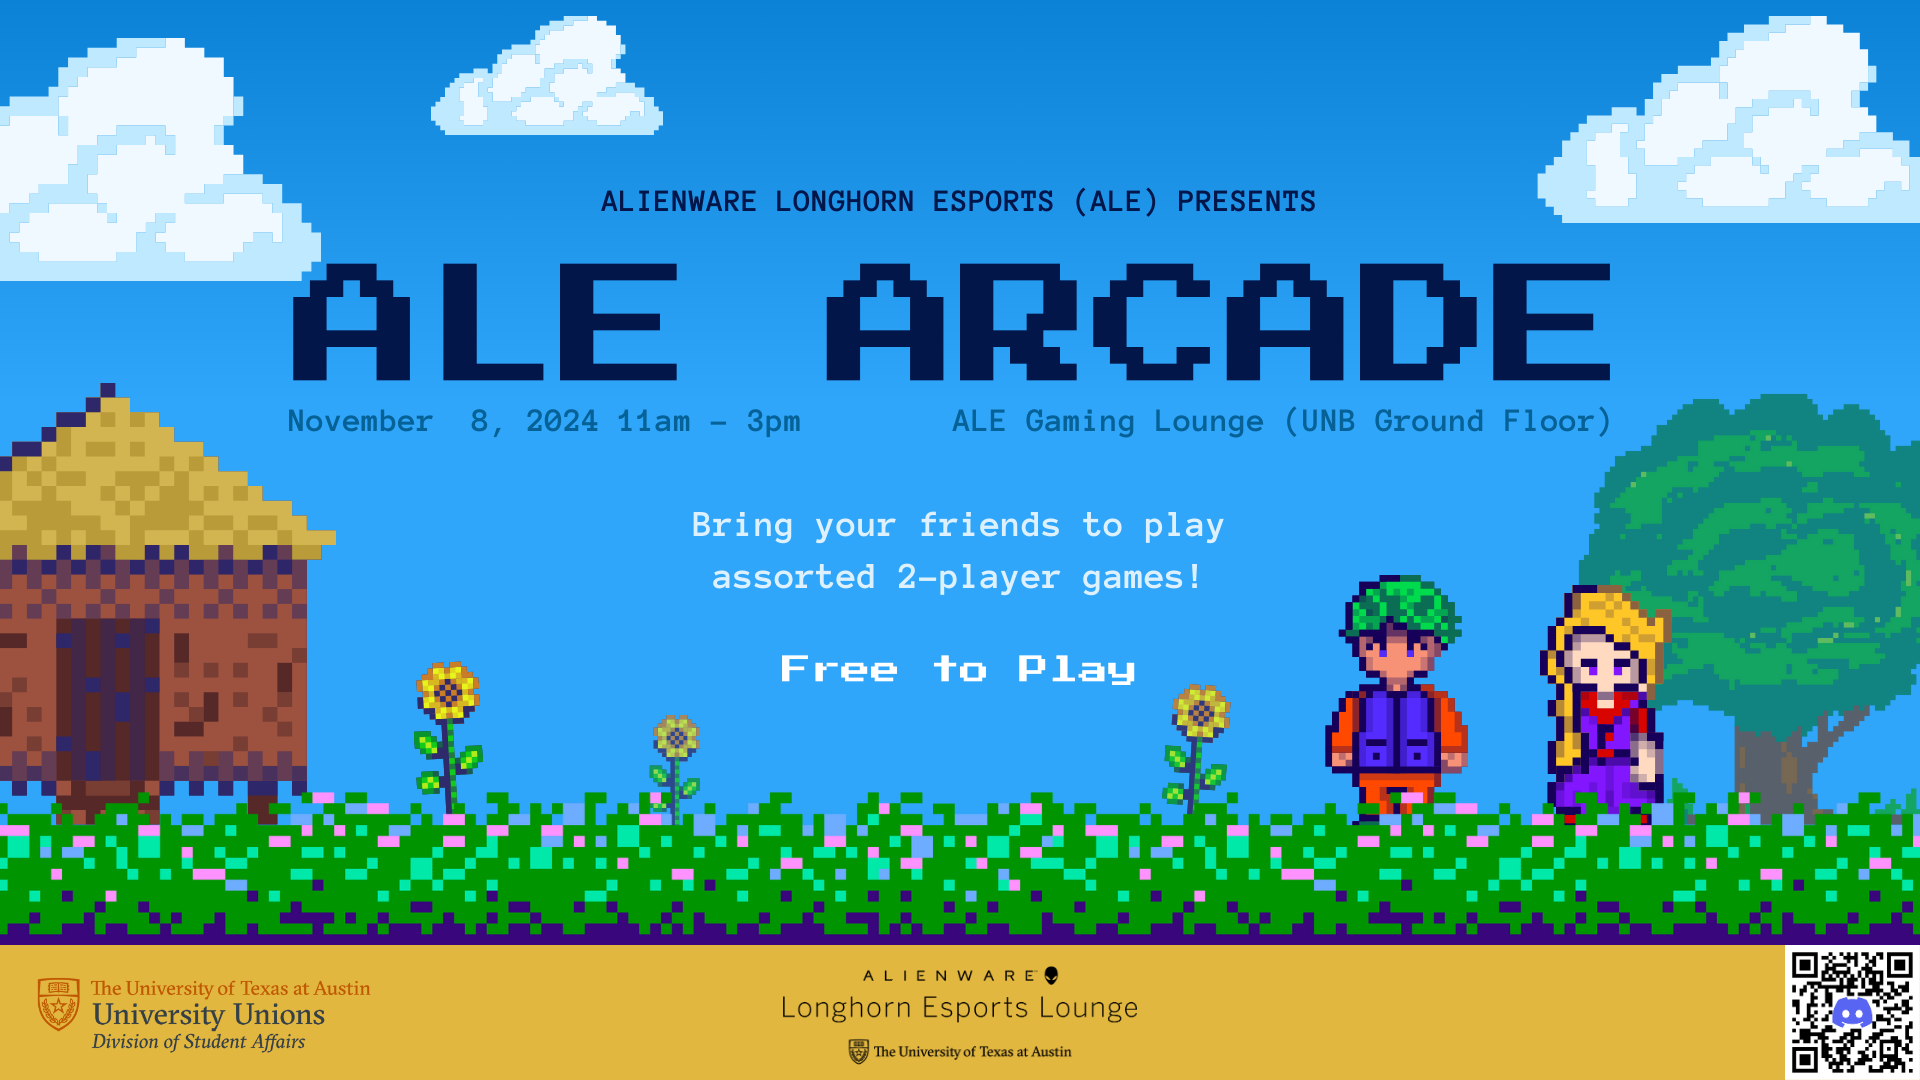 ALIENWARE LONGHORN ESPORTS (ALE) PRESENTS
ALE ARCADE
November 8, 2024 11am - 3pm
ALE Gaming Lounge (UNB Ground Floor)
Bring your friends to play
assorted 2-player games!
Free to Play
The University of Texas at Austin
University Unions
Division of Student Affairs
ALIENWARE
Longhorn Esports Lounge
The University of Texas at Austin